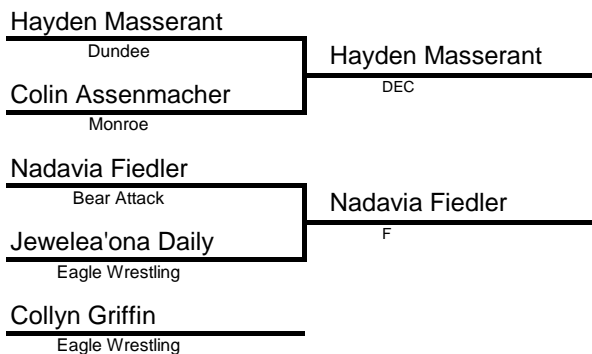 Hayden Masserant
Dundee
Hayden Masserant
DEC
Colin Assenmacher
Monroe
Nadavia Fiedler
Bear Attack
Nadavia Fiedler
F
Jewelea'ona Daily
Eagle Wrestling
Collyn Griffin
Eagle Wrestling